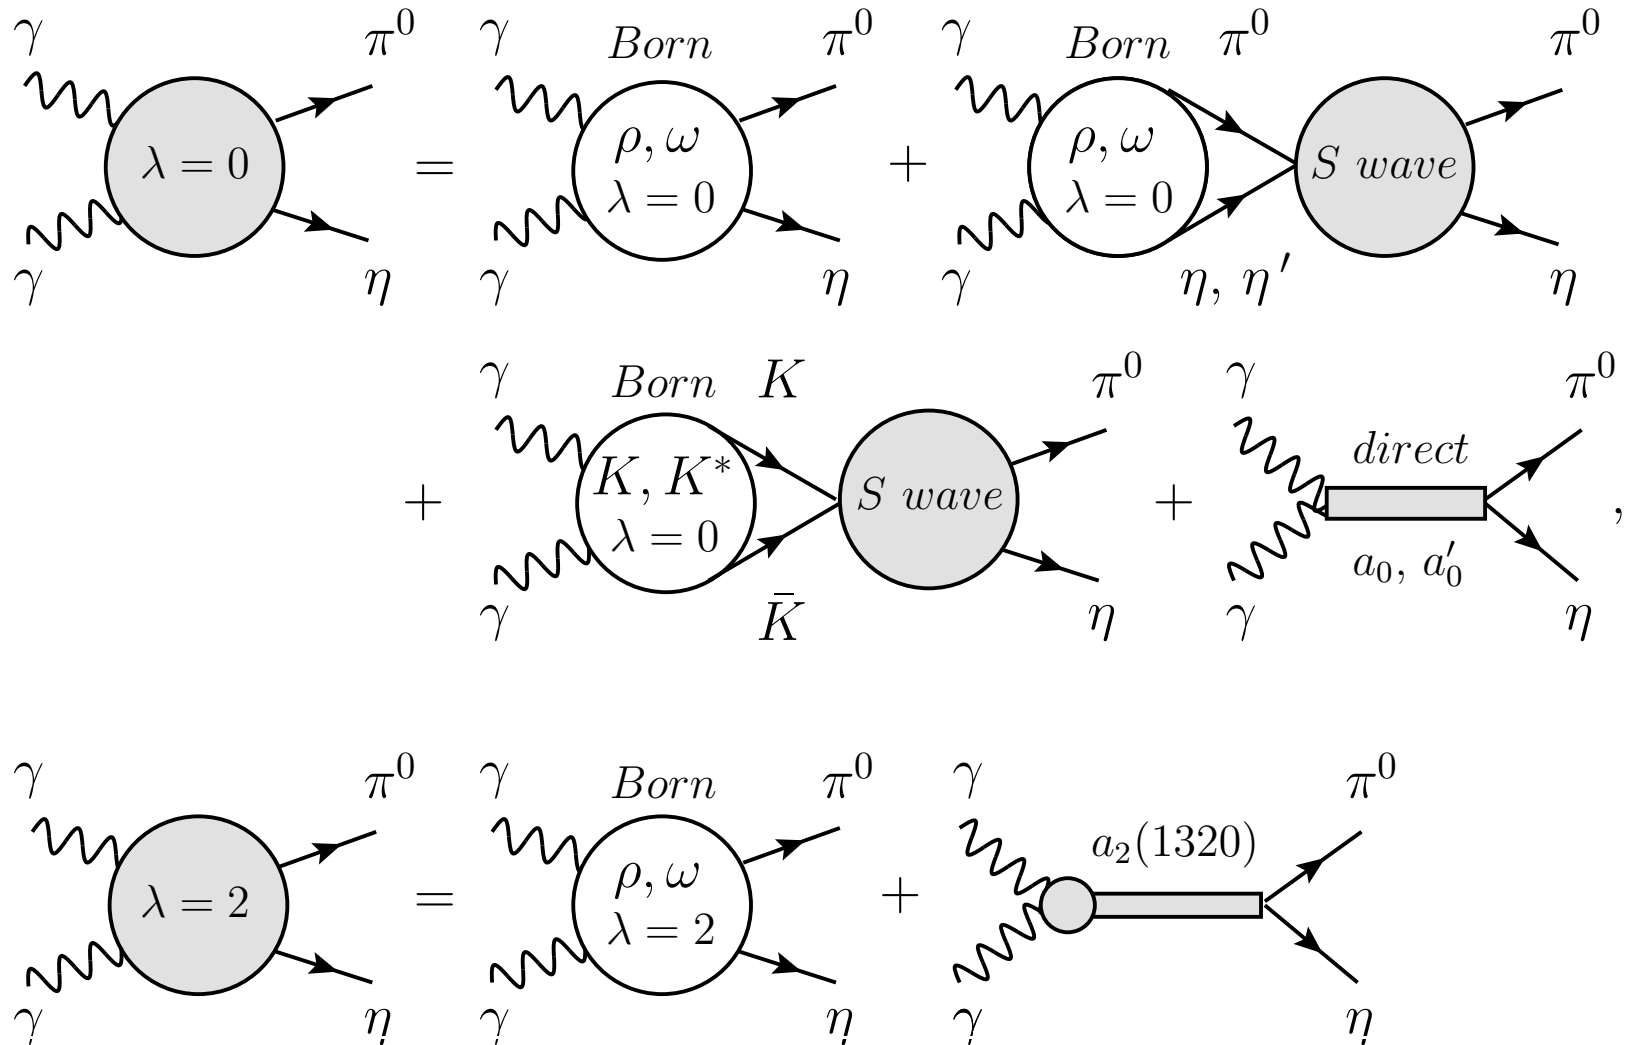 γ π⁰ γ Born π⁰ γ Born π⁰ π⁰
λ = 0 = ρ, ω λ = 0 + ρ, ω λ = 0 S wave
γ η γ η γ η, η′ η
γ Born K π⁰ γ π⁰
+ K, K* λ = 0 S wave + direct a₀, a₀′ ,
γ K̄ η γ η
γ π⁰ γ Born π⁰ γ a₂(1320) π⁰
λ = 2 = ρ, ω λ = 2 +
γ η γ η γ η